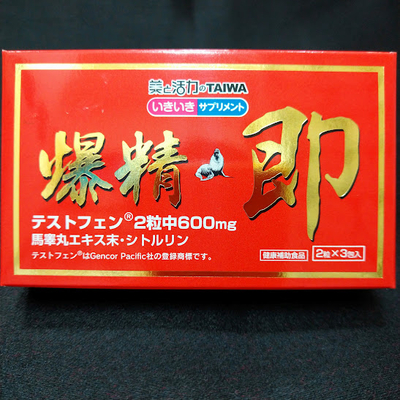 美と活力のTAIWA
いきいき サプリメント
爆精 即
テストフェン®2粒中600mg
馬睾丸エキス末・シトルリン
テストフェン®はGencor Pacific社の登録商標です。
健康補助食品 2粒×3包入